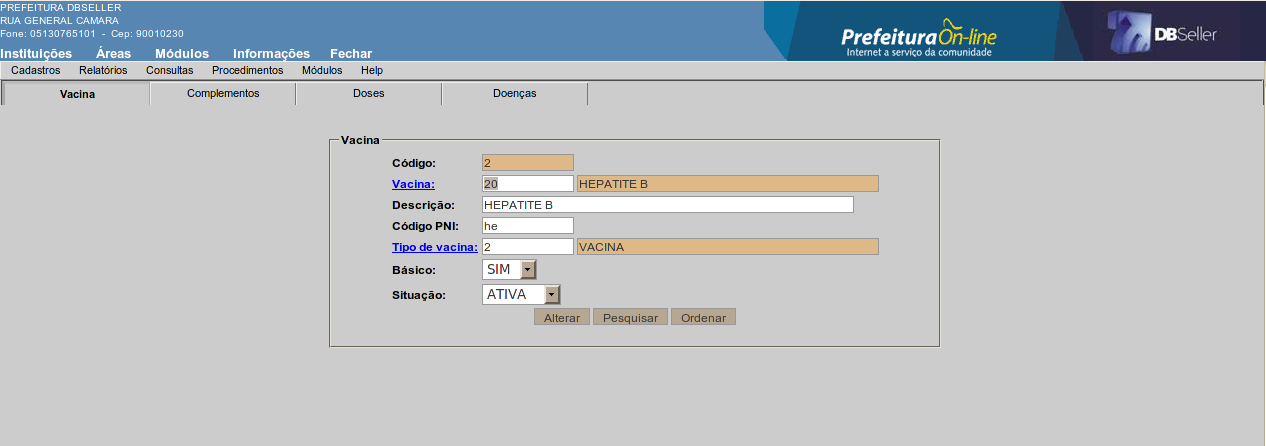 PREFEITURA DBSELLER
RUA GENERAL CAMARA
Fone: 05130765101 - Cep: 90010230
PrefeituraOn-line
Internet a serviço da comunidade
DBSeller
Instituições Áreas Módulos Informações Fechar
Cadastros Relatórios Consultas Procedimentos Módulos Help
Vacina Complementos Doses Doenças
Vacina
Código: 2
Vacina: 20 HEPATITE B
Descrição: HEPATITE B
Código PNI: he
Tipo de vacina: 2 VACINA
Básico: SIM
Situação: ATIVA
Alterar Pesquisar Ordenar